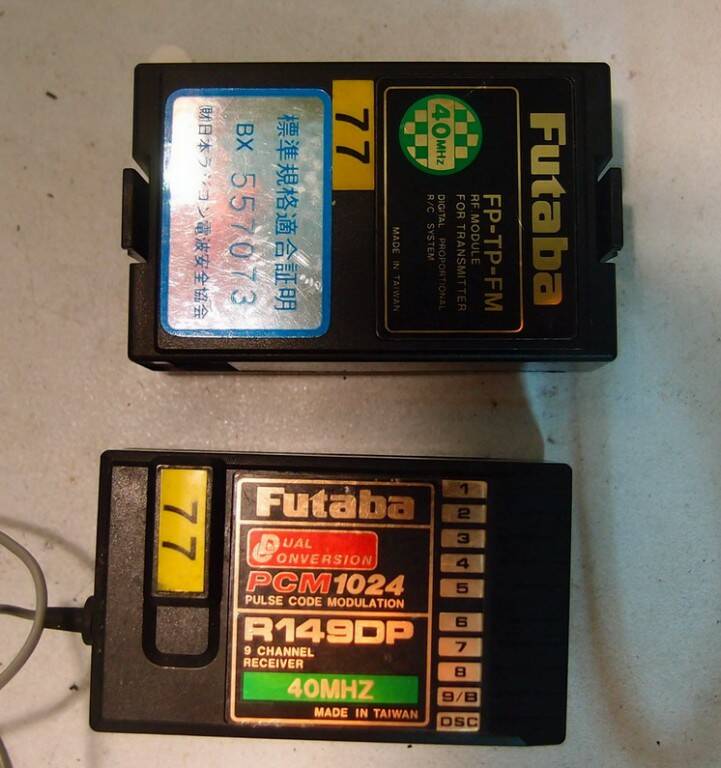 Futaba
FP-TP-FM
RF MODULE
FOR TRANSMITTER
DIGITAL PROPORTIONAL
R/C SYSTEM
MADE IN TAIWAN
40MHz
77
標準規格適合証明
BX 557073
財日本ラジコン電波安全協会
77
Futaba
DUAL
CONVERSION
PCM1024
PULSE CODE MODULATION
R149DP
9 CHANNEL
RECEIVER
40MHZ
MADE IN TAIWAN
1
2
3
4
5
6
7
8
9/B
DSC